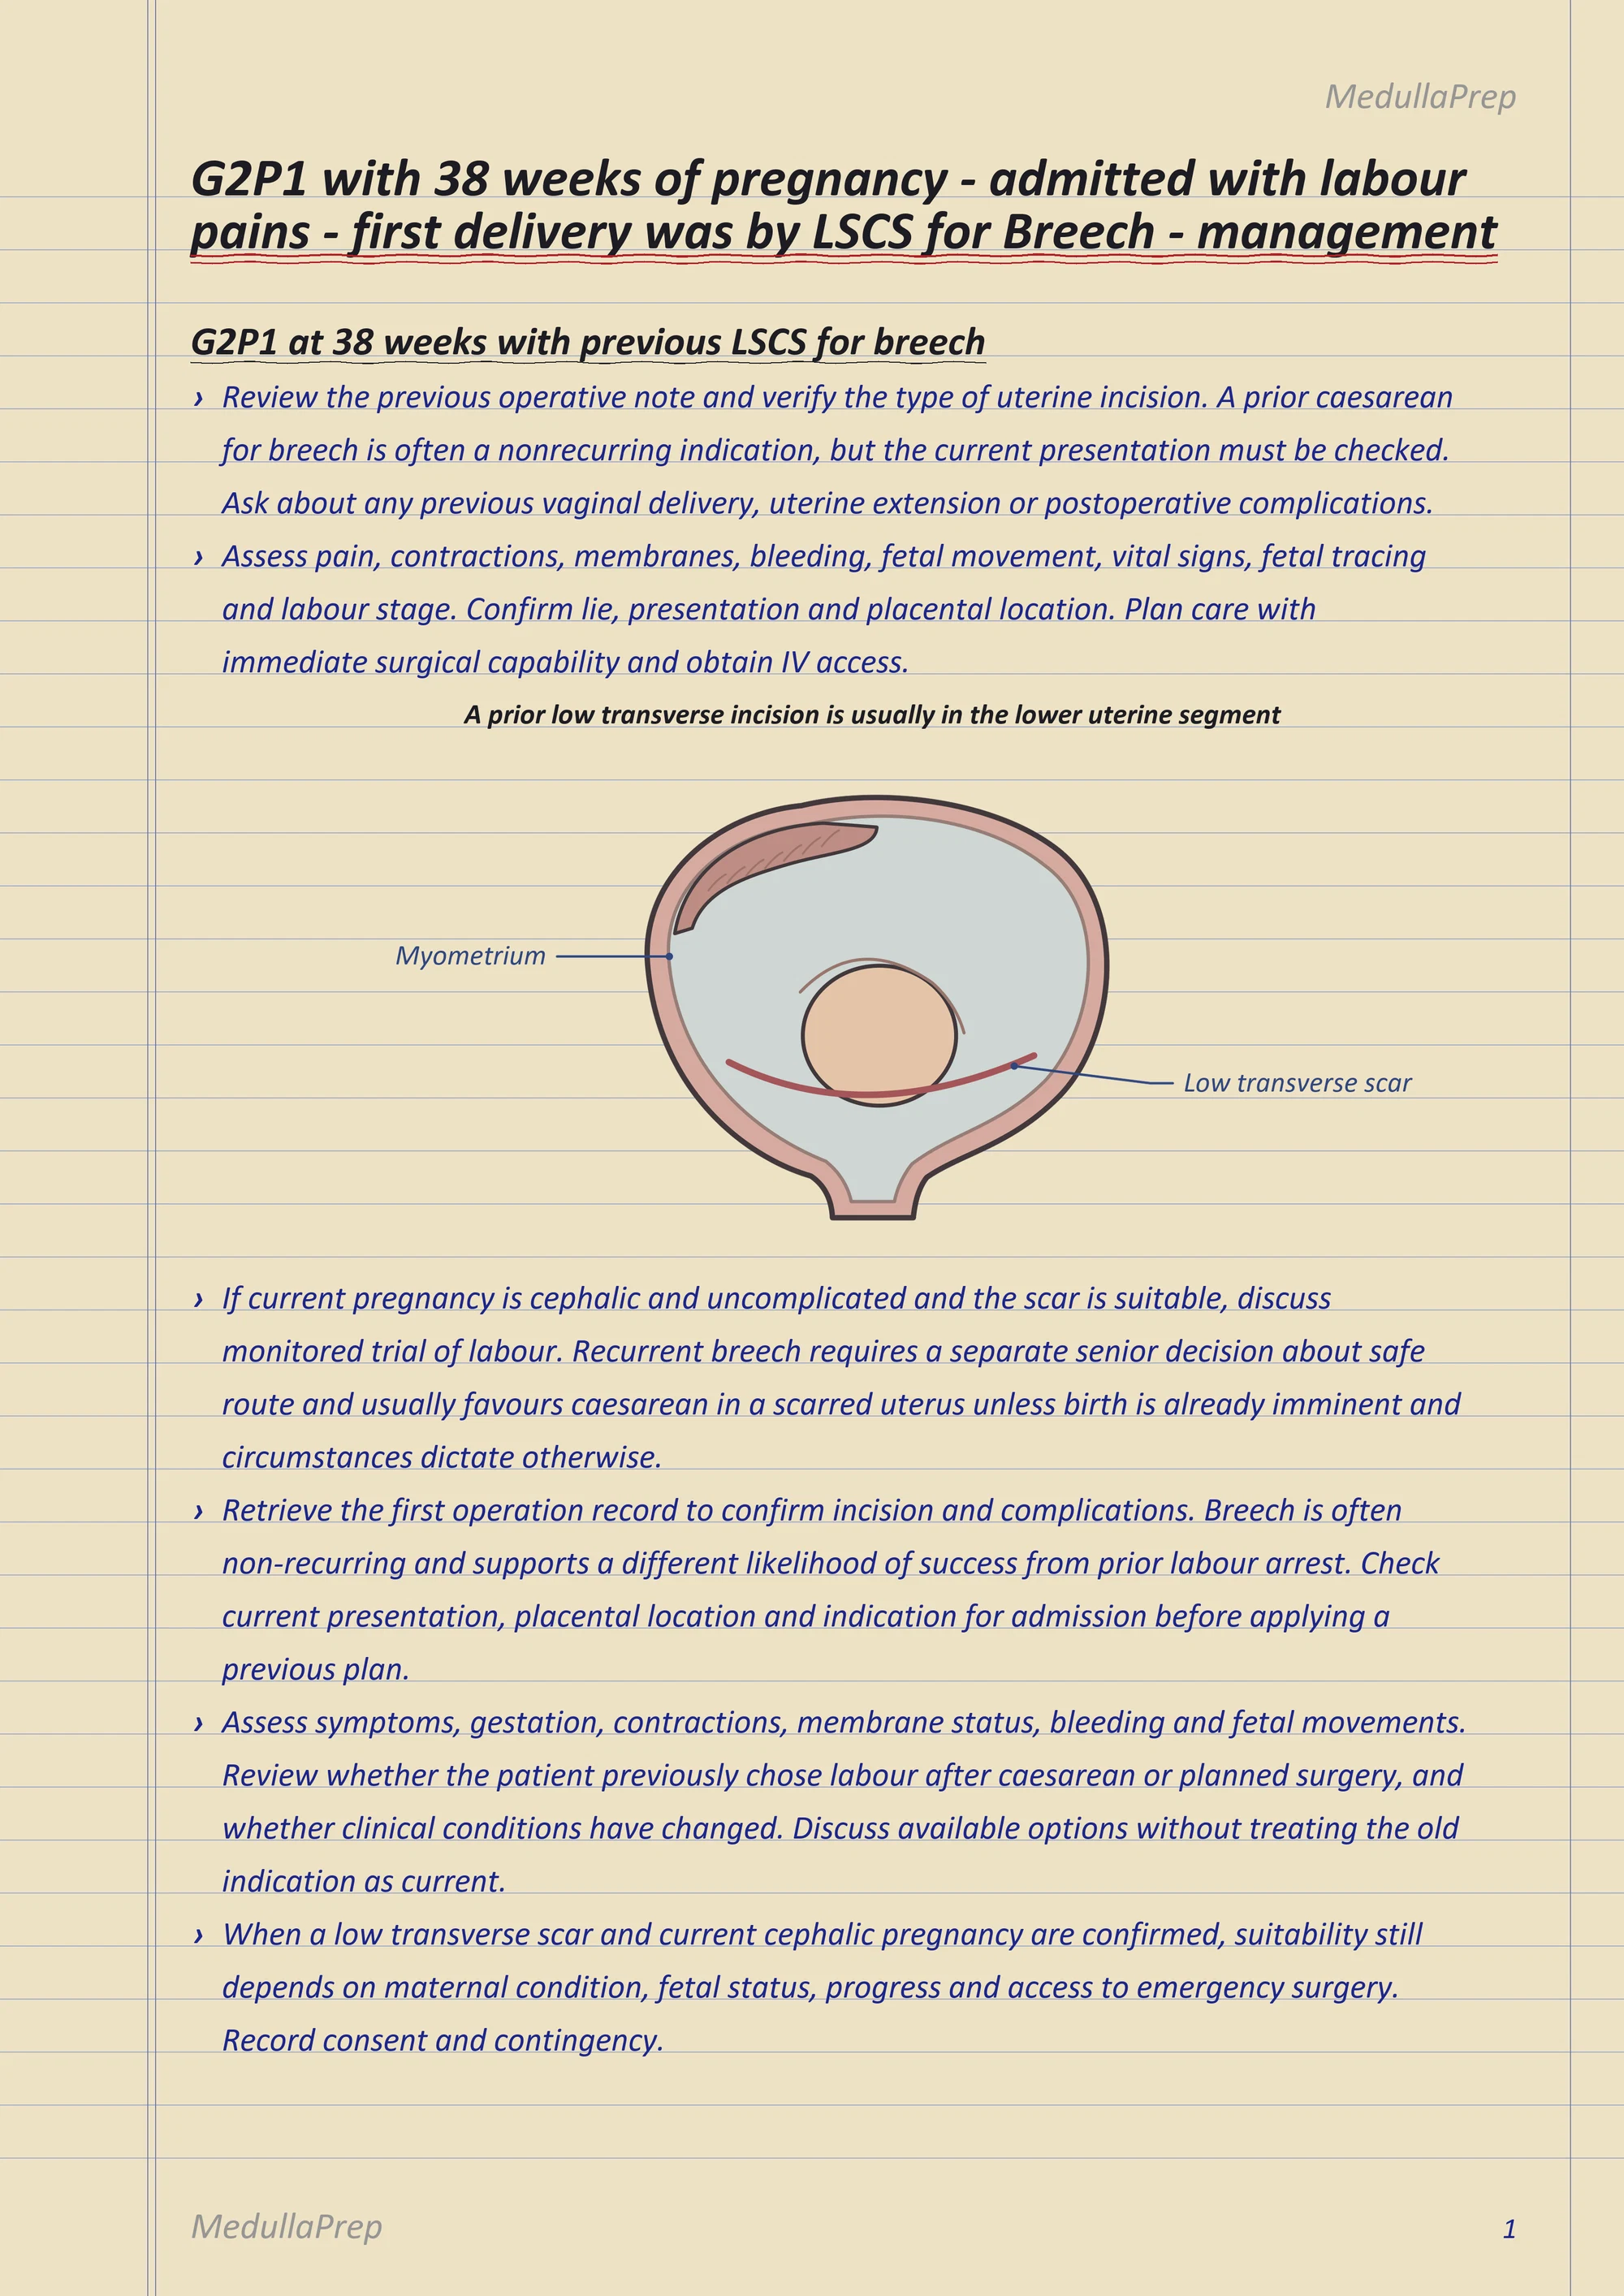 MedullaPrep
G2P1 with 38 weeks of pregnancy - admitted with labour
pains - first delivery was by LSCS for Breech - management
G2P1 at 38 weeks with previous LSCS for breech
› Review the previous operative note and verify the type of uterine incision. A prior caesarean
for breech is often a nonrecurring indication, but the current presentation must be checked.
Ask about any previous vaginal delivery, uterine extension or postoperative complications.
› Assess pain, contractions, membranes, bleeding, fetal movement, vital signs, fetal tracing
and labour stage. Confirm lie, presentation and placental location. Plan care with
immediate surgical capability and obtain IV access.
A prior low transverse incision is usually in the lower uterine segment
Myometrium
Low transverse scar
› If current pregnancy is cephalic and uncomplicated and the scar is suitable, discuss
monitored trial of labour. Recurrent breech requires a separate senior decision about safe
route and usually favours caesarean in a scarred uterus unless birth is already imminent and
circumstances dictate otherwise.
› Retrieve the first operation record to confirm incision and complications. Breech is often
non-recurring and supports a different likelihood of success from prior labour arrest. Check
current presentation, placental location and indication for admission before applying a
previous plan.
› Assess symptoms, gestation, contractions, membrane status, bleeding and fetal movements.
Review whether the patient previously chose labour after caesarean or planned surgery, and
whether clinical conditions have changed. Discuss available options without treating the old
indication as current.
› When a low transverse scar and current cephalic pregnancy are confirmed, suitability still
depends on maternal condition, fetal status, progress and access to emergency surgery.
Record consent and contingency.
MedullaPrep
1